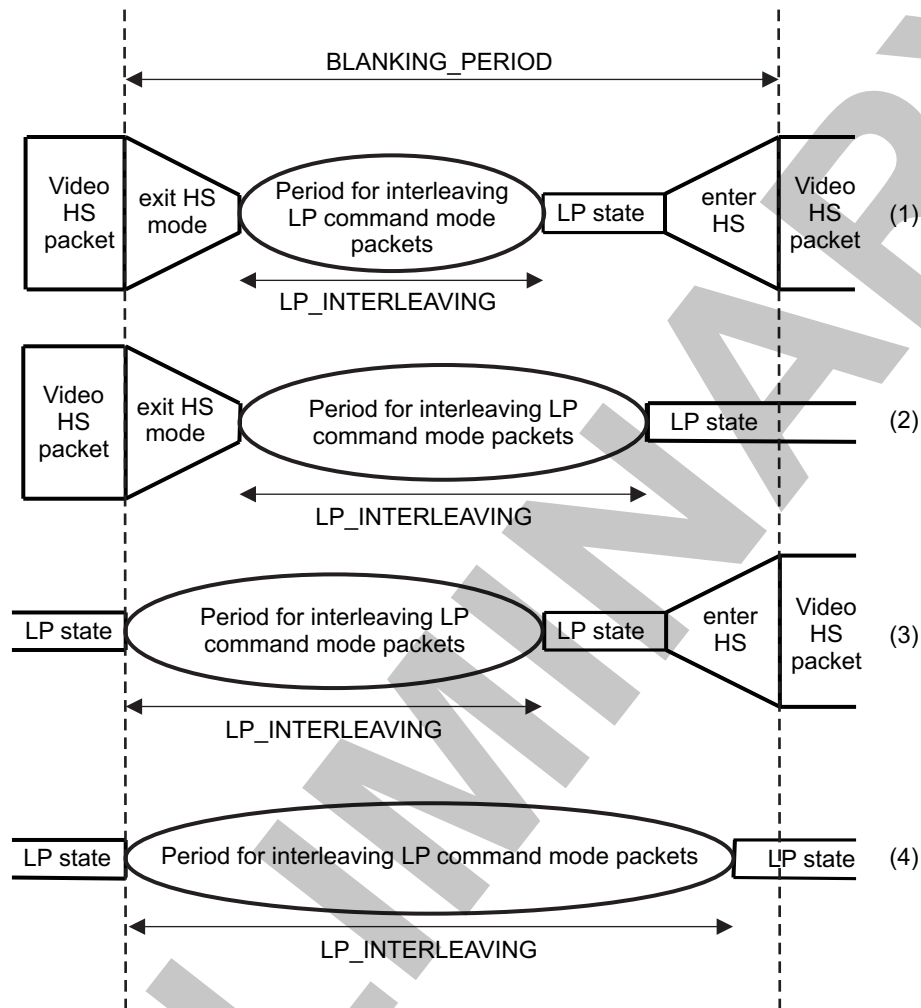 BLANKING_PERIOD
Video
HS
packet
exit HS
mode
Period for interleaving
LP command mode
packets
LP state
enter
HS
Video
HS
packet
(1)
LP_INTERLEAVING
Video
HS
packet
exit HS
mode
Period for interleaving LP
command mode packets
LP state
(2)
LP_INTERLEAVING
LP state
Period for interleaving LP
command mode packets
LP state
enter
HS
Video
HS
packet
(3)
LP_INTERLEAVING
LP state
Period for interleaving LP command mode packets
LP state
(4)
LP_INTERLEAVING
LIMINAR